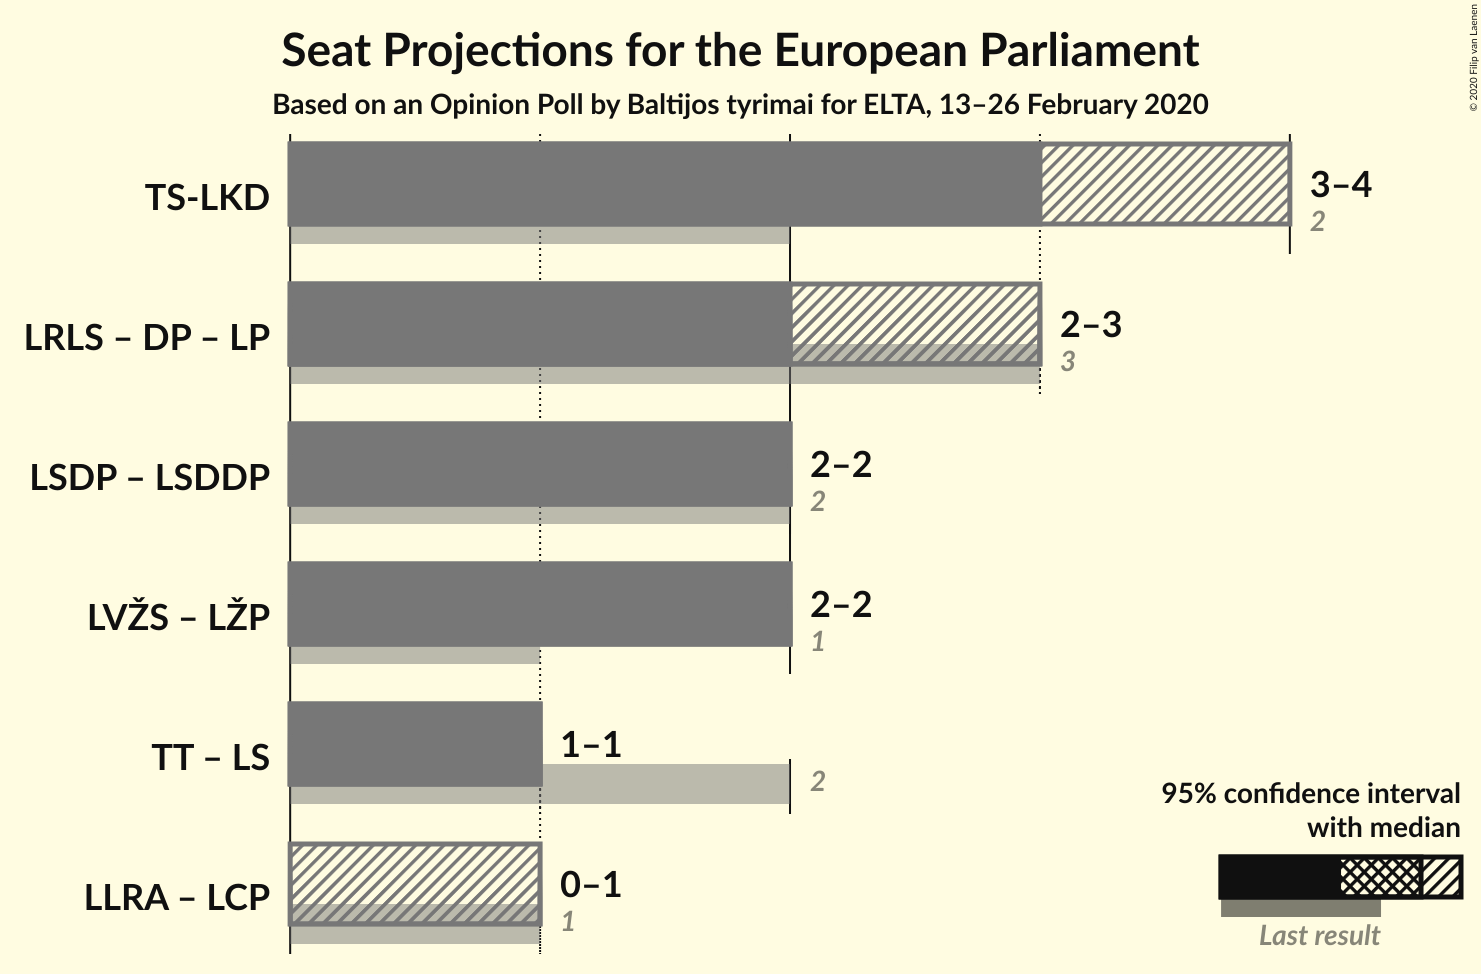 Seat Projections for the European Parliament
Based on an Opinion Poll by Baltijos tyrimai for ELTA, 13–26 February 2020
© 2020 Filip van Laenen
TS-LKD
3–4
2
LRLS – DP – LP
2–3
3
LSDP – LSDDP
2–2
2
LVŽS – LŽP
2–2
1
TT – LS
1–1
2
LLRA – LCP
0–1
1
95% confidence interval
with median
Last result